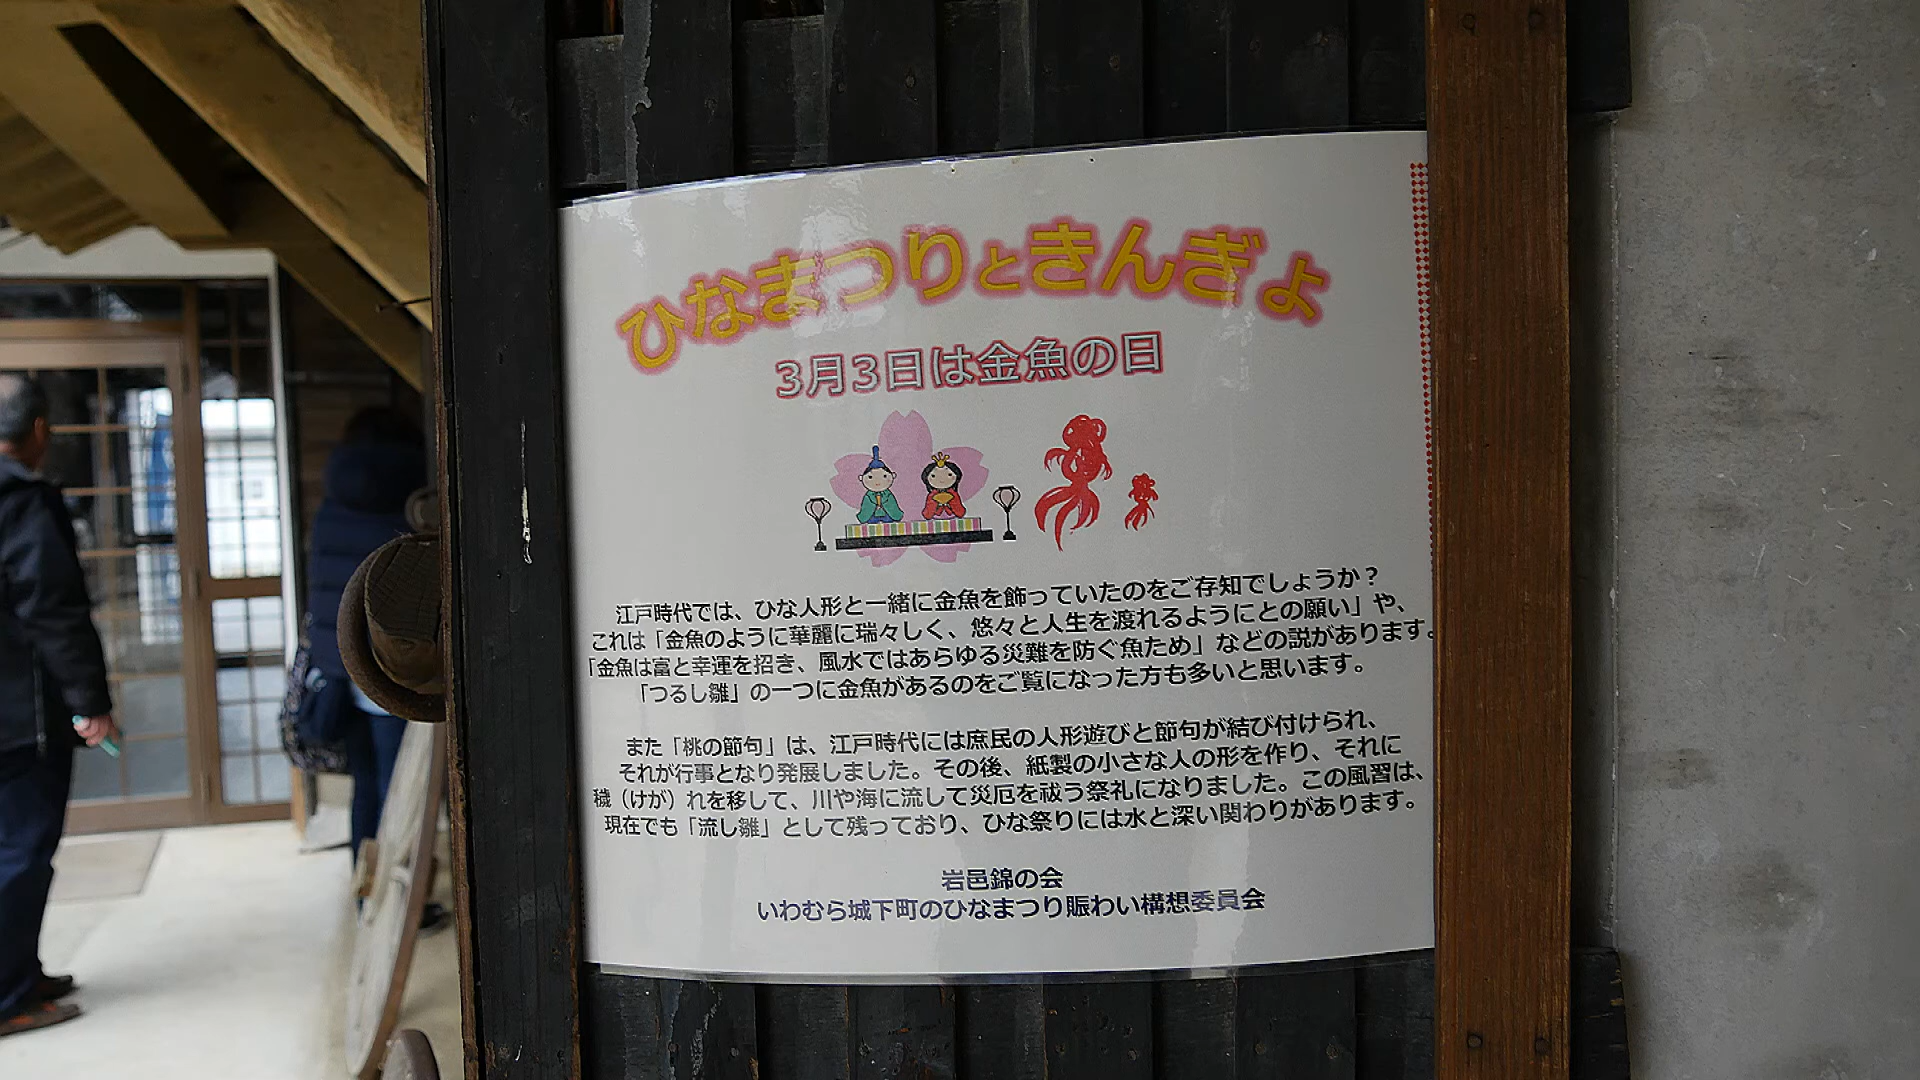 ひなまつりときんぎょ
3月3日は金魚の日
江戸時代では、ひな人形と一緒に金魚を飾っていたのをご存知でしょうか？
これは「金魚のように華麗に瑞々しく、悠々と人生を渡れるようにとの願い」や、
「金魚は富と幸運を招き、風水ではあらゆる災難を防ぐ魚ため」などの説があります。
「つるし雛」の一つに金魚があるのをご覧になった方も多いと思います。
また「桃の節句」は、江戸時代には庶民の人形遊びと節句が結び付けられ、
それが行事となり発展しました。その後、紙製の小さな人の形を作り、それに
穢（けが）れを移して、川や海に流して災厄を祓う祭礼になりました。この風習は、
現在でも「流し雛」として残っており、ひな祭りには水と深い関わりがあります。
岩邑錦の会
いわむら城下町のひなまつり賑わい構想委員会